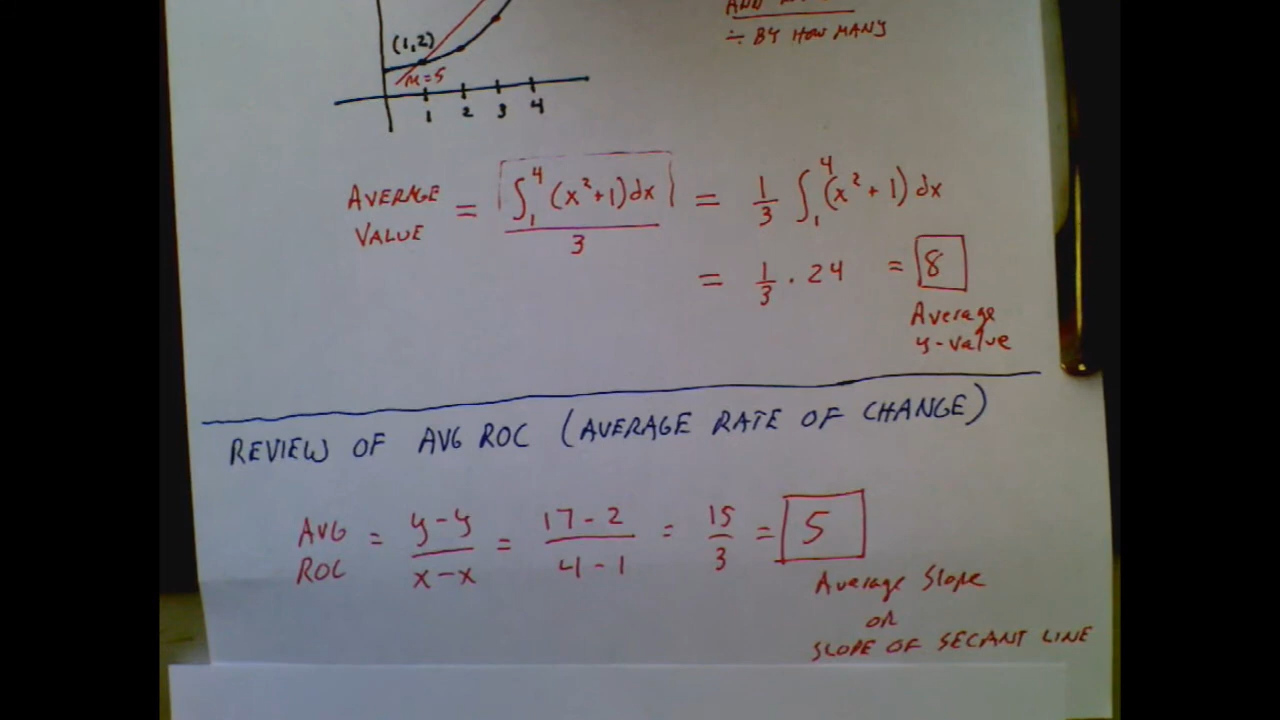 AND
÷ BY HOW MANY
(1,2)
m=5
1 2 3 4
AVERAGE VALUE = ∫₁⁴ (x²+1)dx / 3 = 1/3 ∫₁⁴ (x²+1) dx
= 1/3 · 24 = 8
Average
y-value
REVIEW OF AVG ROC (AVERAGE RATE OF CHANGE)
AVG ROC = y-y / x-x = 17-2 / 4-1 = 15/3 = 5
Average Slope
OR
SLOPE OF SECANT LINE